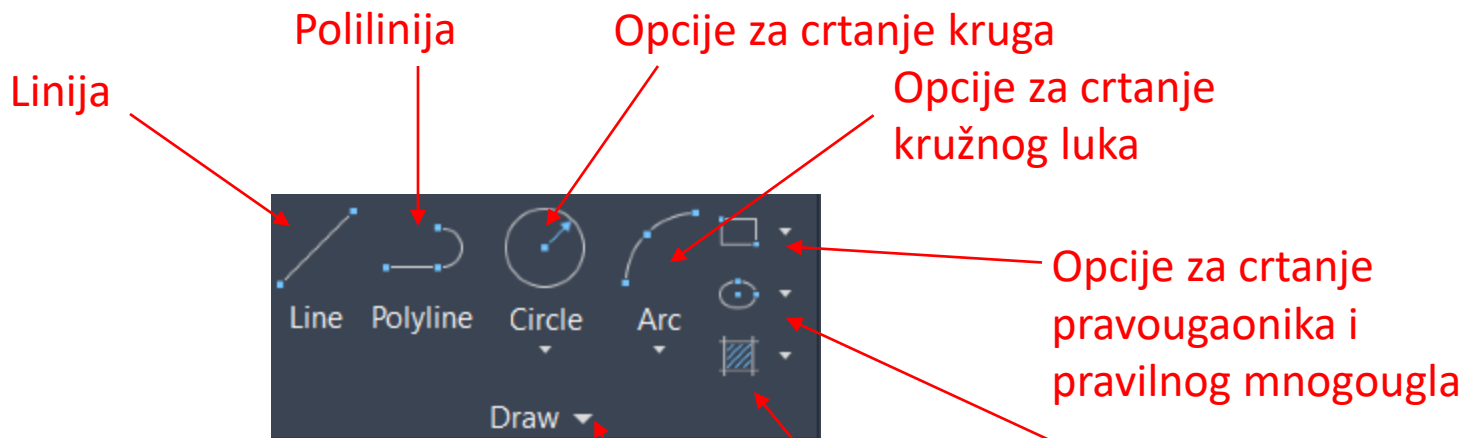 Polilinija
Opcije za crtanje kruga
Linija
Opcije za crtanje
kružnog luka
Line
Polyline
Circle
Arc
Draw
Opcije za crtanje
pravougaonika i
pravilnog mnogougla